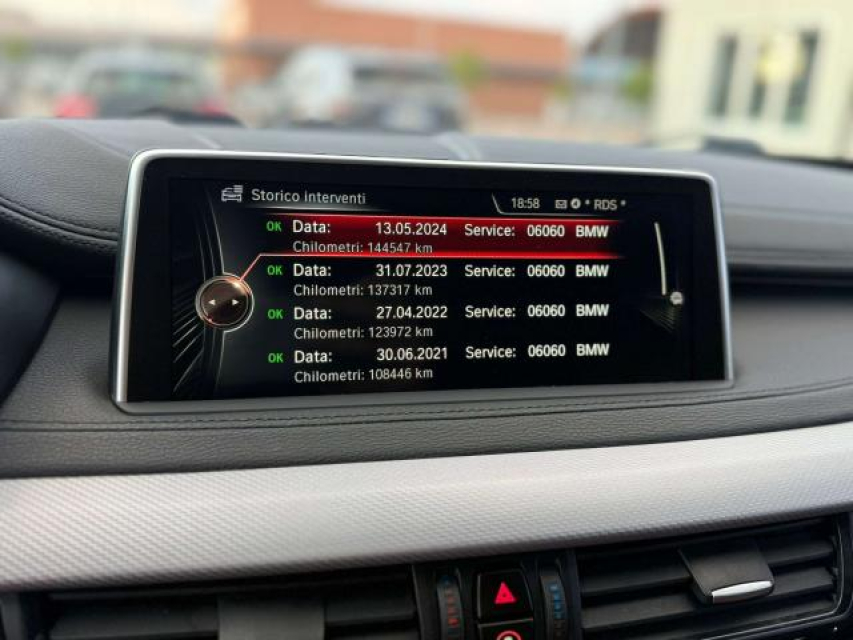 Storico interventi
18:58 * RDS *
OK Data: 13.05.2024 Service: 06060 BMW
Chilometri: 144547 km
OK Data: 31.07.2023 Service: 06060 BMW
Chilometri: 137317 km
OK Data: 27.04.2022 Service: 06060 BMW
Chilometri: 123972 km
OK Data: 30.06.2021 Service: 06060 BMW
Chilometri: 108446 km